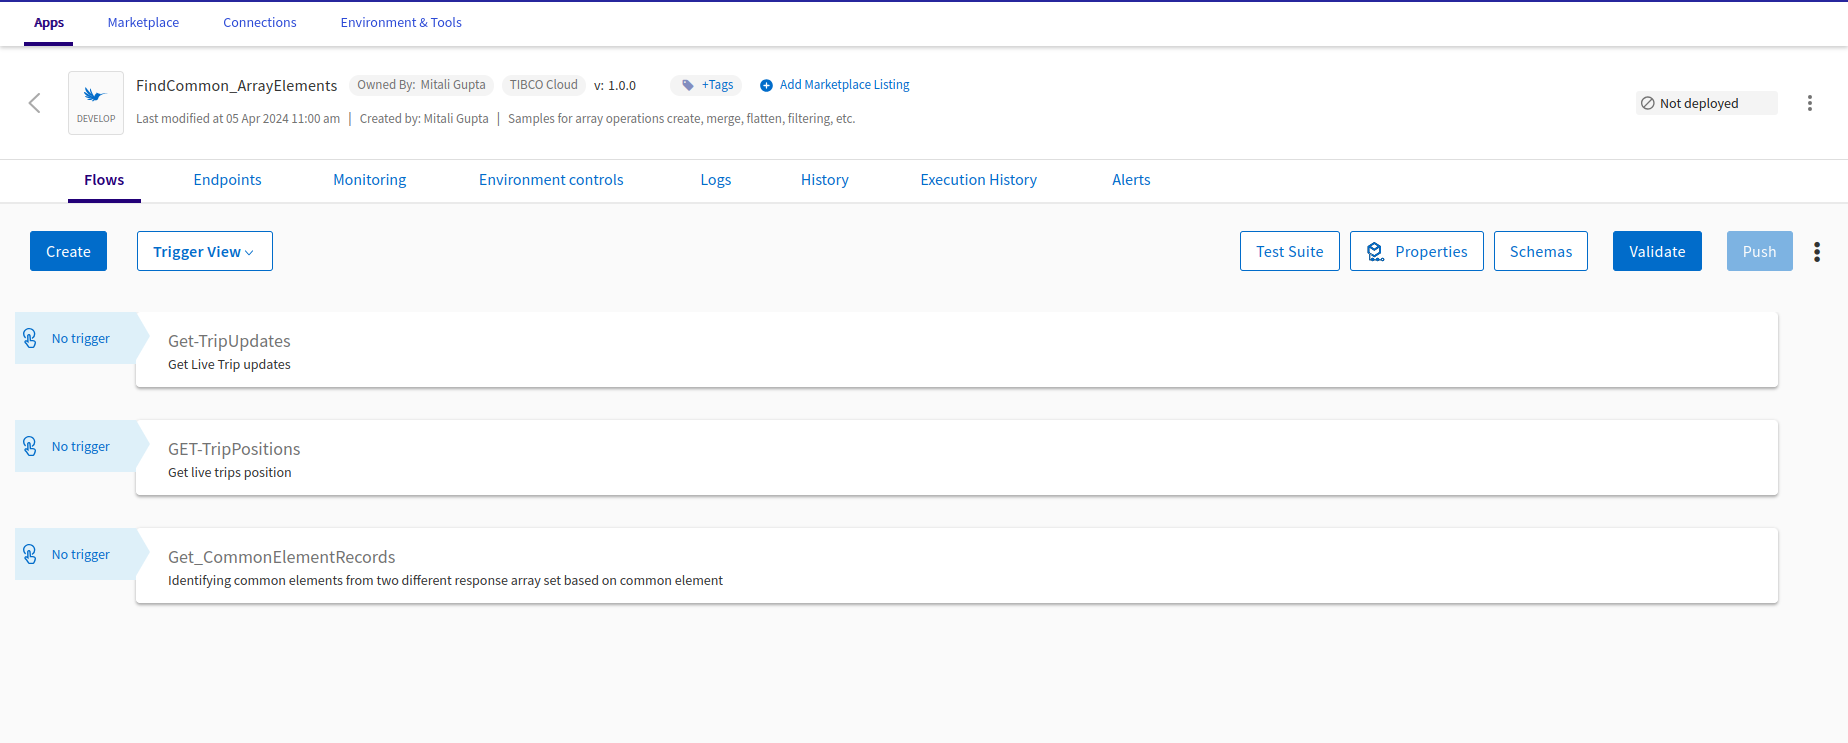 Apps Marketplace Connections Environment & Tools
FindCommon_ArrayElements Owned By: Mitali Gupta TIBCO Cloud v: 1.0.0 +Tags Add Marketplace Listing
DEVELOP
Last modified at 05 Apr 2024 11:00 am | Created by: Mitali Gupta | Samples for array operations create, merge, flatten, filtering, etc.
Not deployed
Flows Endpoints Monitoring Environment controls Logs History Execution History Alerts
Create Trigger View Test Suite Properties Schemas Validate Push
No trigger
Get-TripUpdates
Get Live Trip updates
No trigger
GET-TripPositions
Get live trips position
No trigger
Get_CommonElementRecords
Identifying common elements from two different response array set based on common element